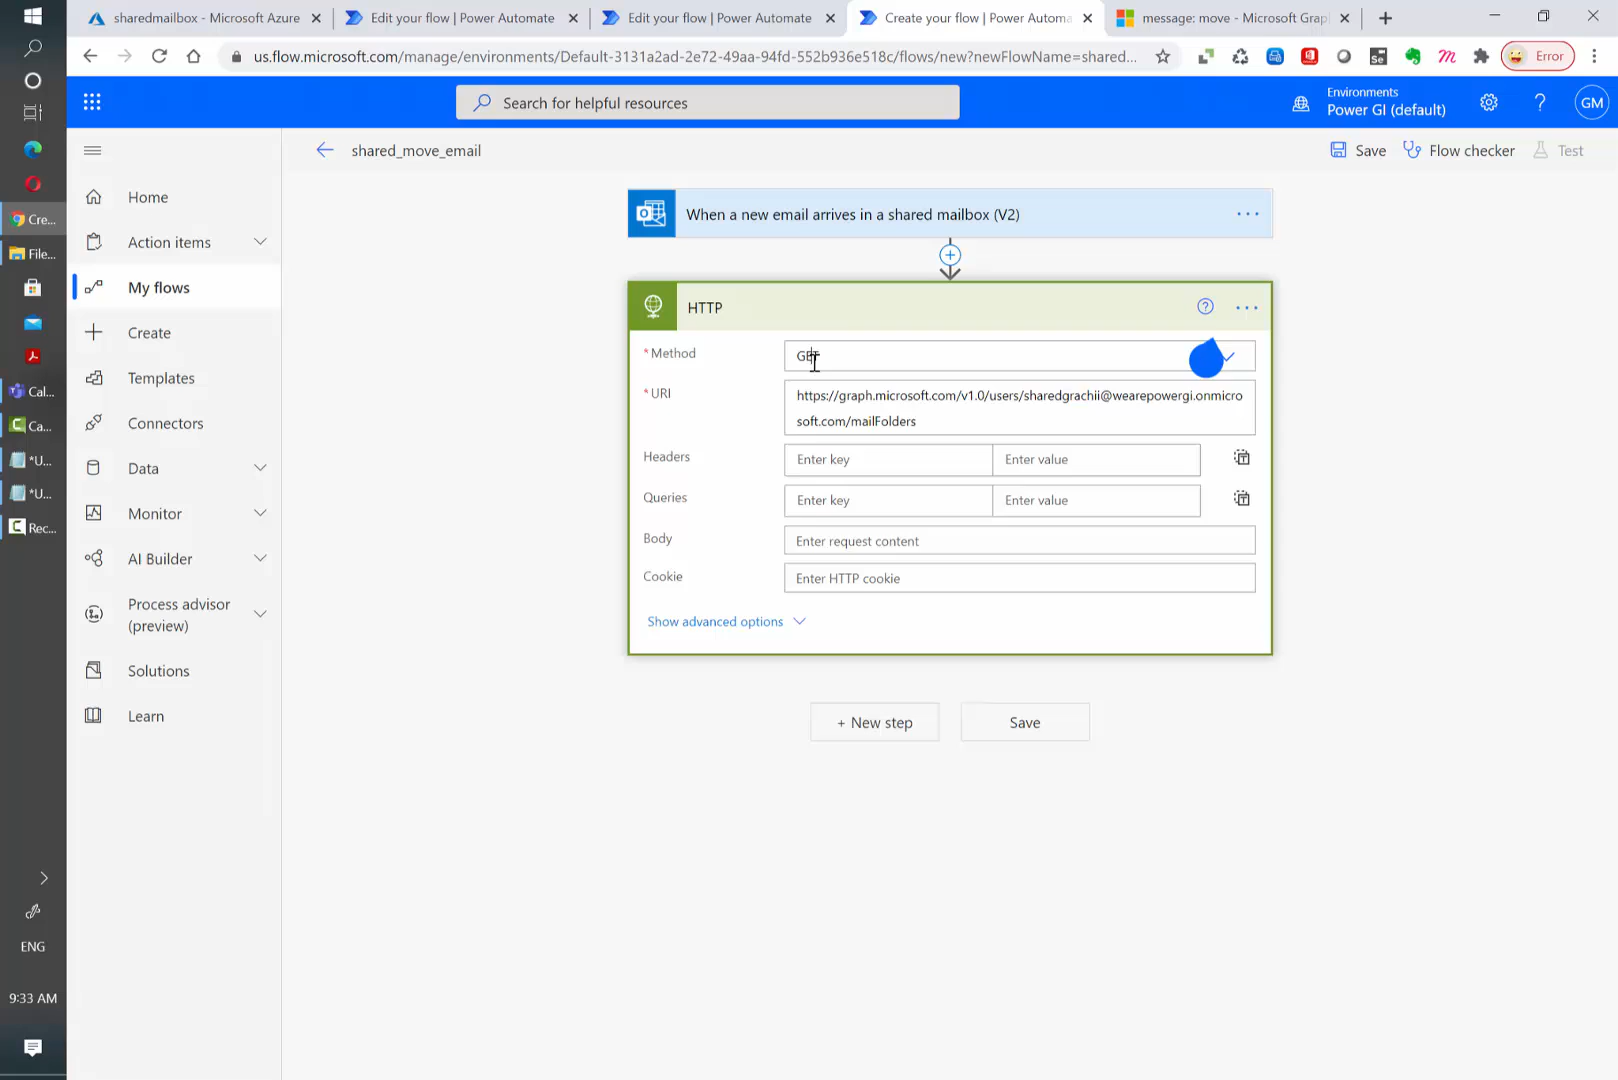 sharedmailbox - Microsoft Azure
Edit your flow | Power Automate
Edit your flow | Power Automate
Create your flow | Power Automa
message: move - Microsoft Grap
us.flow.microsoft.com/manage/environments/Default-3131a2ad-2e72-49aa-94fd-552b936e518c/flows/new?newFlowName=shared...
Error
Search for helpful resources
Environments
Power GI (default)
GM
shared_move_email
Save
Flow checker
Test
Cre...
File...
Cal...
Ca...
*U...
*U...
Rec...
ENG
9:33 AM
Home
Action items
My flows
Create
Templates
Connectors
Data
Monitor
AI Builder
Process advisor
(preview)
Solutions
Learn
When a new email arrives in a shared mailbox (V2)
HTTP
* Method
GET
* URI
https://graph.microsoft.com/v1.0/users/sharedgrachii@wearepowergi.onmicro
soft.com/mailFolders
Headers
Enter key
Enter value
Queries
Enter key
Enter value
Body
Enter request content
Cookie
Enter HTTP cookie
Show advanced options
+ New step
Save